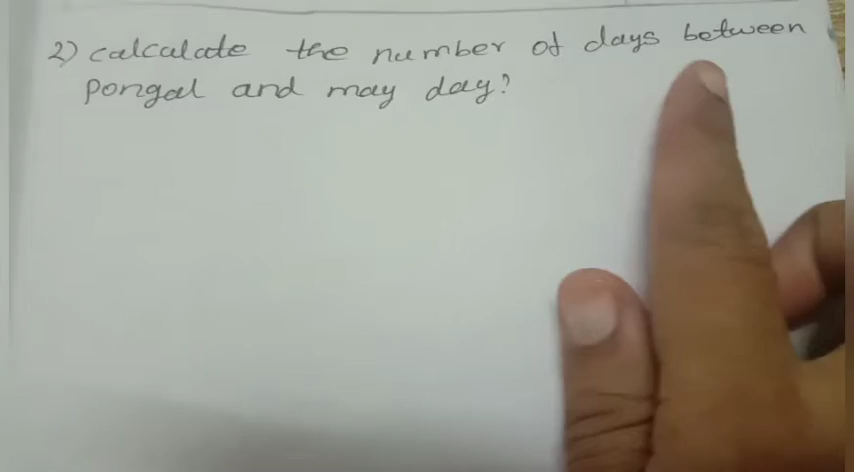 2) calculate the number of days between
pongal and may day?